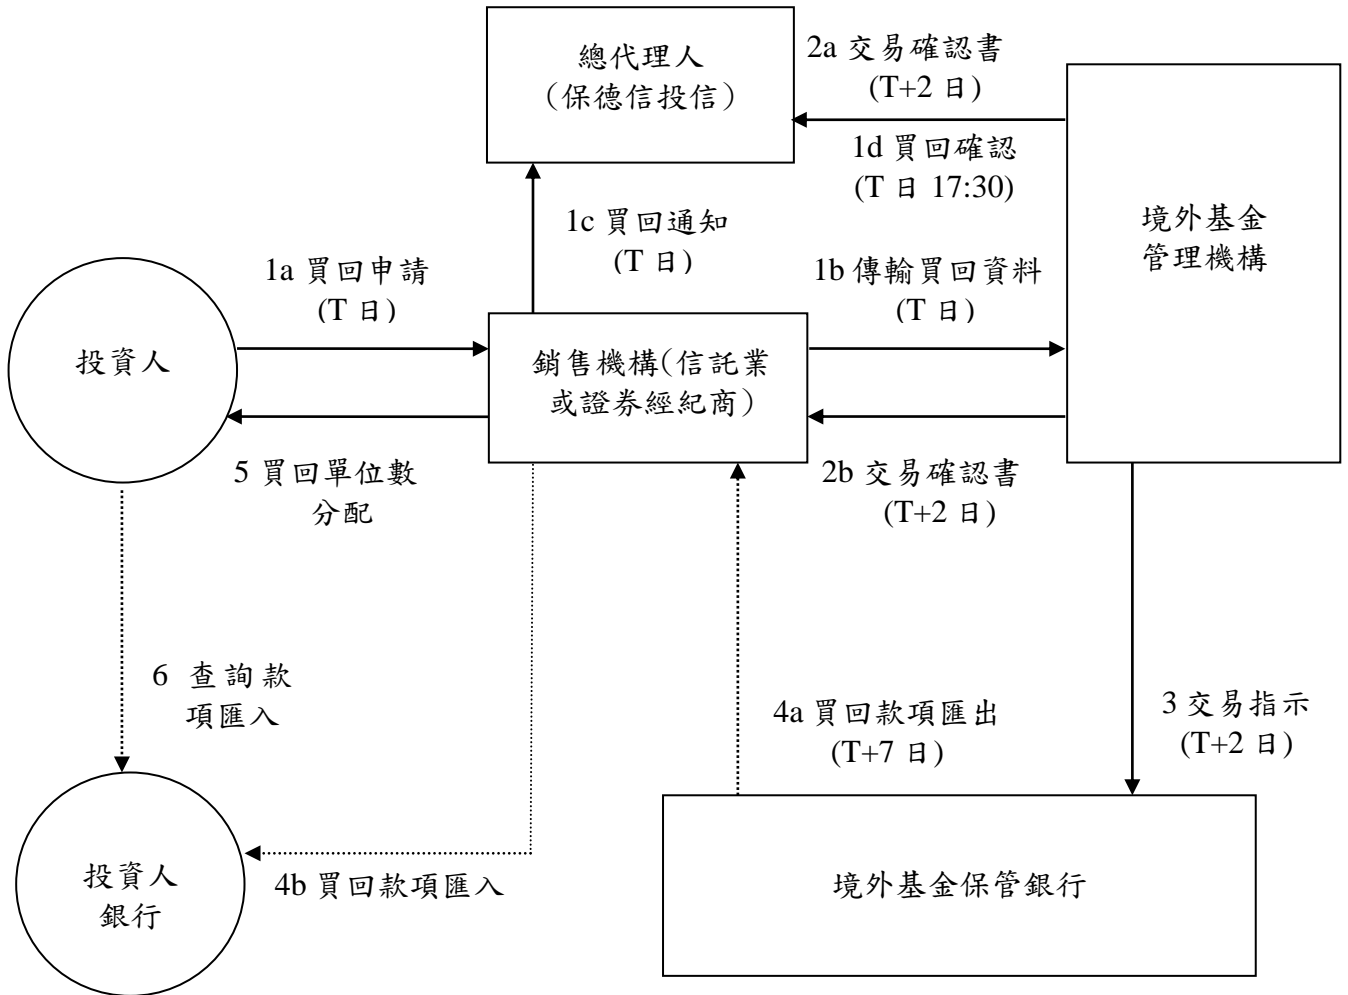 總代理人
（保德信投信）
2a 交易確認書
(T+2 日)
1d 買回確認
(T 日 17:30)
境外基金
管理機構
1c 買回通知
(T 日)
1a 買回申請
(T 日)
1b 傳輸買回資料
(T 日)
投資人
銷售機構（信託業
或證券經紀商）
5 買回單位數
分配
2b 交易確認書
(T+2 日)
6 查詢款
項匯入
4a 買回款項匯出
(T+7 日)
3 交易指示
(T+2 日)
投資人
銀行
4b 買回款項匯入
境外基金保管銀行